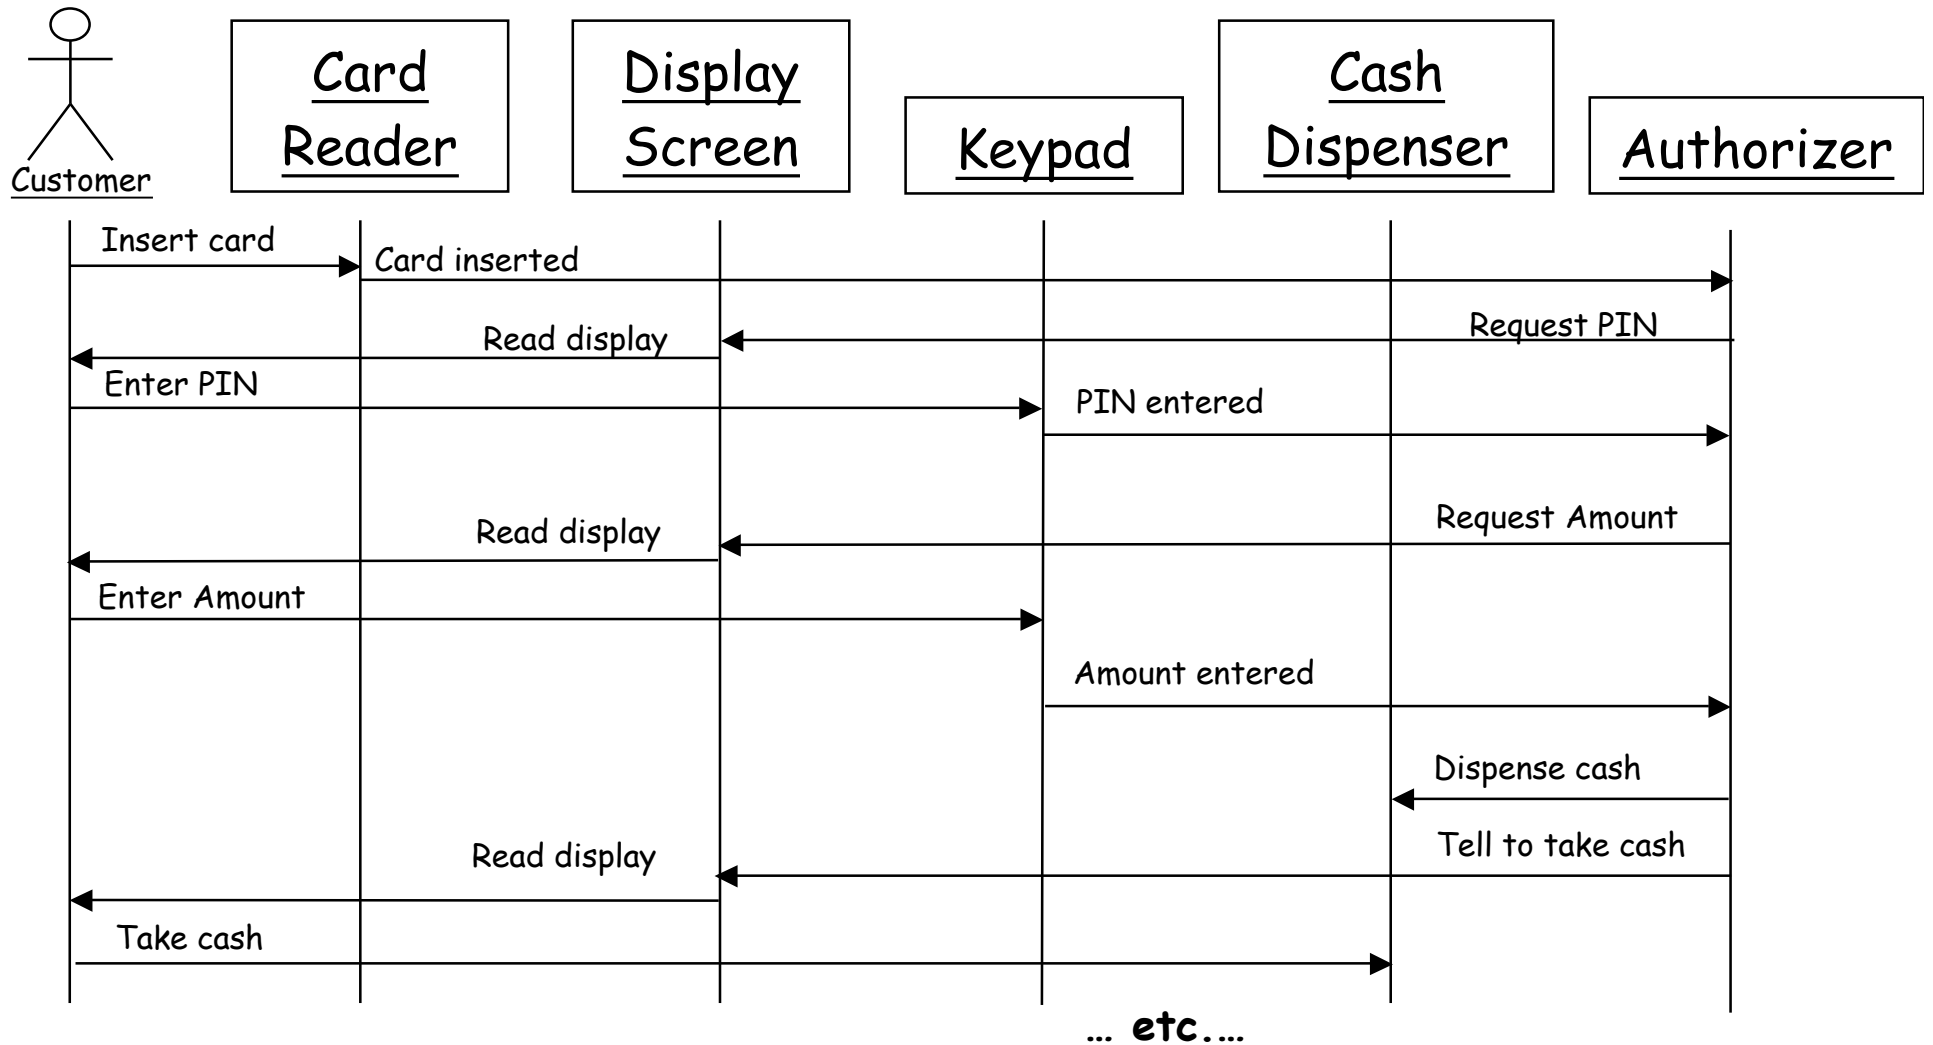 Card
Reader
Display
Screen
Keypad
Cash
Dispenser
Authorizer
Customer
Insert card
Card inserted
Request PIN
Read display
Enter PIN
PIN entered
Request Amount
Read display
Enter Amount
Amount entered
Dispense cash
Tell to take cash
Read display
Take cash
... etc....